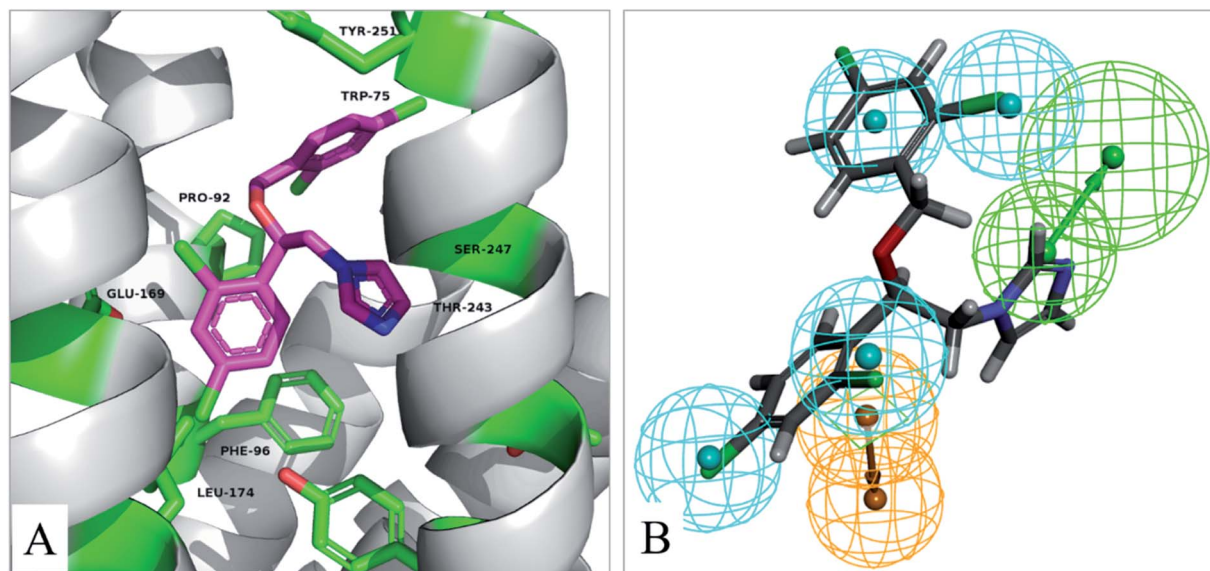 TYR-251
TRP-75
PRO-92
SER-247
GLU-169
THR-243
PHE-96
LEU-174
A
B